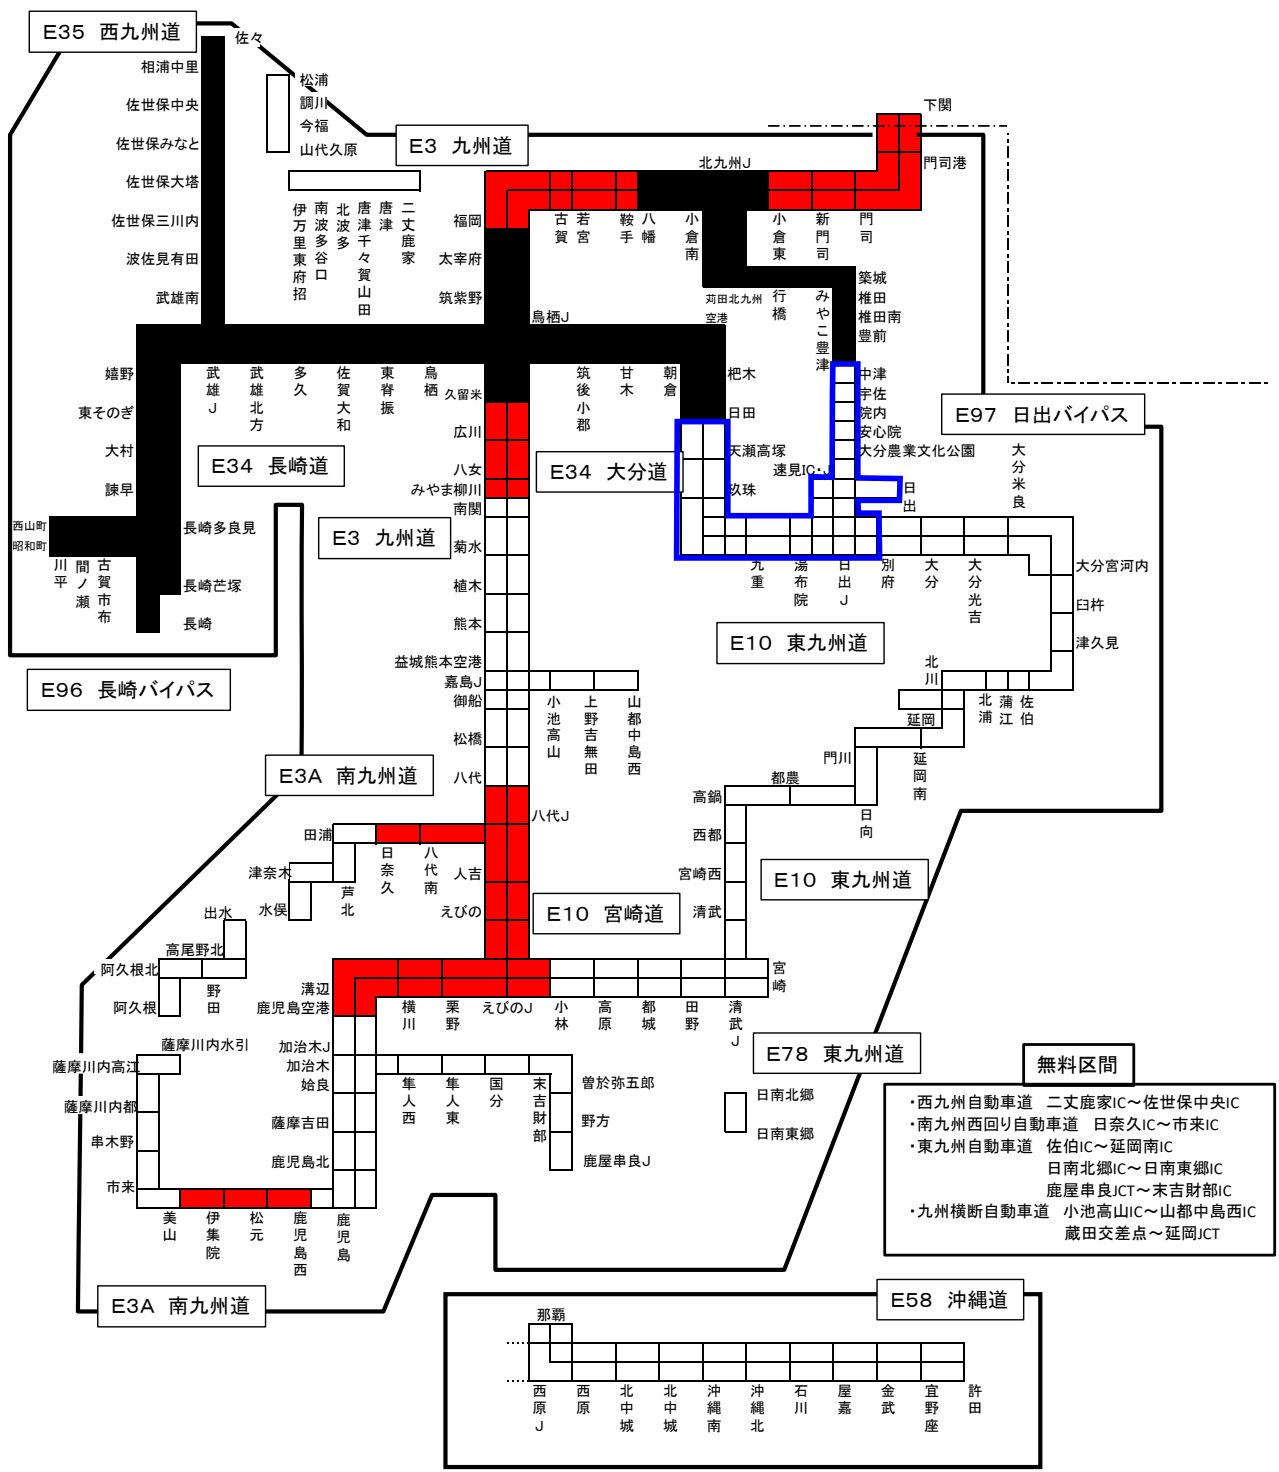 E35 西九州道
佐々
相浦中里
佐世保中央
佐世保みなと
佐世保大塔
佐世保三川内
波佐見有田
武雄南
松浦
調川
今福
山代久原
伊万里東府招
南波多谷口
北波多
唐津千々賀山田
唐津
二丈鹿家
E3 九州道
下関
門司港
北九州J
福岡
太宰府
筑紫野
古賀
若宮
鞍手
八幡
小倉南
小倉東
新門司
門司
苅田北九州
空港
行橋
みやこ豊津
築城
椎田
椎田南
豊前
鳥栖J
嬉野
東そのぎ
大村
諫早
武雄J
武雄北方
多久
佐賀大和
東脊振
鳥栖
久留米
筑後小郡
甘木
朝倉
杷木
日田
中津
宇佐
院内
安心院
大分農業文化公園
E97 日出バイパス
E34 長崎道
広川
八女
みやま柳川
南関
E34 大分道
天瀬高塚
玖珠
速見IC・J
日出
大分米良
西山町
昭和町
川平
間ノ瀬
古賀市布
長崎多良見
長崎芒塚
長崎
E3 九州道
菊水
植木
熊本
益城熊本空港
嘉島J
御船
松橋
八代
九重
湯布院
日出J
別府
大分
大分光吉
大分宮河内
臼杵
津久見
E10 東九州道
北川
北浦
蒲江
佐伯
延岡
延岡南
門川
日向
都農
高鍋
西都
宮崎西
清武
E96 長崎バイパス
小池高山
上野吉無田
山都中島西
E3A 南九州道
八代J
田浦
日奈久
八代南
人吉
えびの
津奈木
水俣
芦北
E10 東九州道
E10 宮崎道
出水
高尾野北
阿久根北
阿久根
野田
溝辺
鹿児島空港
横川
栗野
えびのJ
小林
高原
都城
田野
清武J
宮崎
E78 東九州道
薩摩川内水引
薩摩川内高江
薩摩川内都
串木野
市来
加治木J
加治木
姶良
薩摩吉田
鹿児島北
隼人西
隼人東
国分
末吉財部
曽於弥五郎
野方
鹿屋串良J
日南北郷
日南東郷
美山
伊集院
松元
鹿児島西
鹿児島
E3A 南九州道
無料区間
・西九州自動車道 二丈鹿家IC～佐世保中央IC
・南九州西回り自動車道 日奈久IC～市来IC
・東九州自動車道 佐伯IC～延岡南IC
日南北郷IC～日南東郷IC
鹿屋串良JCT～末吉財部IC
・九州横断自動車道 小池高山IC～山都中島西IC
蔵田交差点～延岡JCT
E58 沖縄道
那覇
西原J
西原
北中城
北中城
沖縄南
沖縄北
石川
屋嘉
金武
宜野座
許田